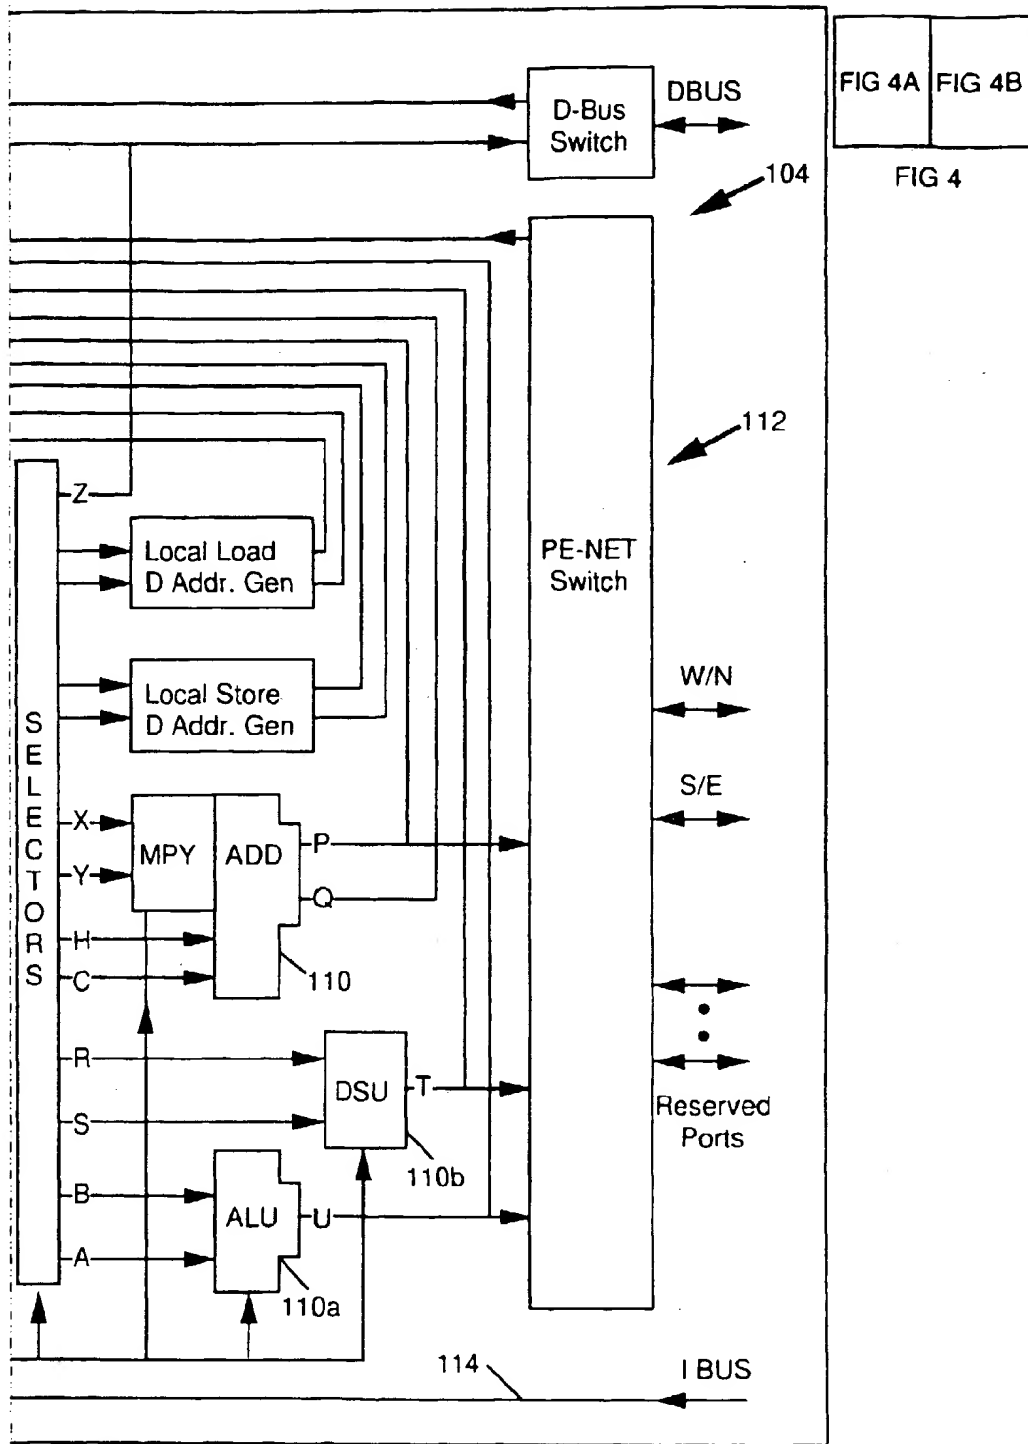 D-Bus
Switch
DBUS
FIG 4A
FIG 4B
FIG 4
104
112
PE-NET
Switch
Z
Local Load
D Addr. Gen
Local Store
D Addr. Gen
W/N
S/E
SELECTORS
X
Y
H
C
MPY
ADD
P
Q
110
R
S
DSU
T
110b
Reserved
Ports
B
A
ALU
U
110a
114
I BUS